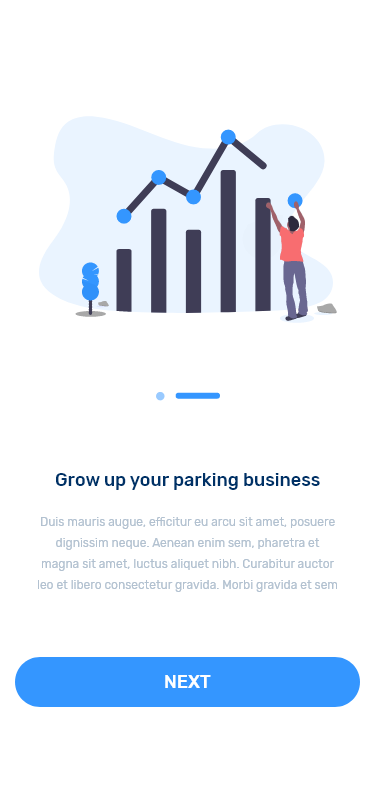 Grow up your parking business
Duis mauris augue, efficitur eu arcu sit amet, posuere
dignissim neque. Aenean enim sem, pharetra et
magna sit amet, luctus aliquet nibh. Curabitur auctor
leo et libero consectetur gravida. Morbi gravida et sem
NEXT